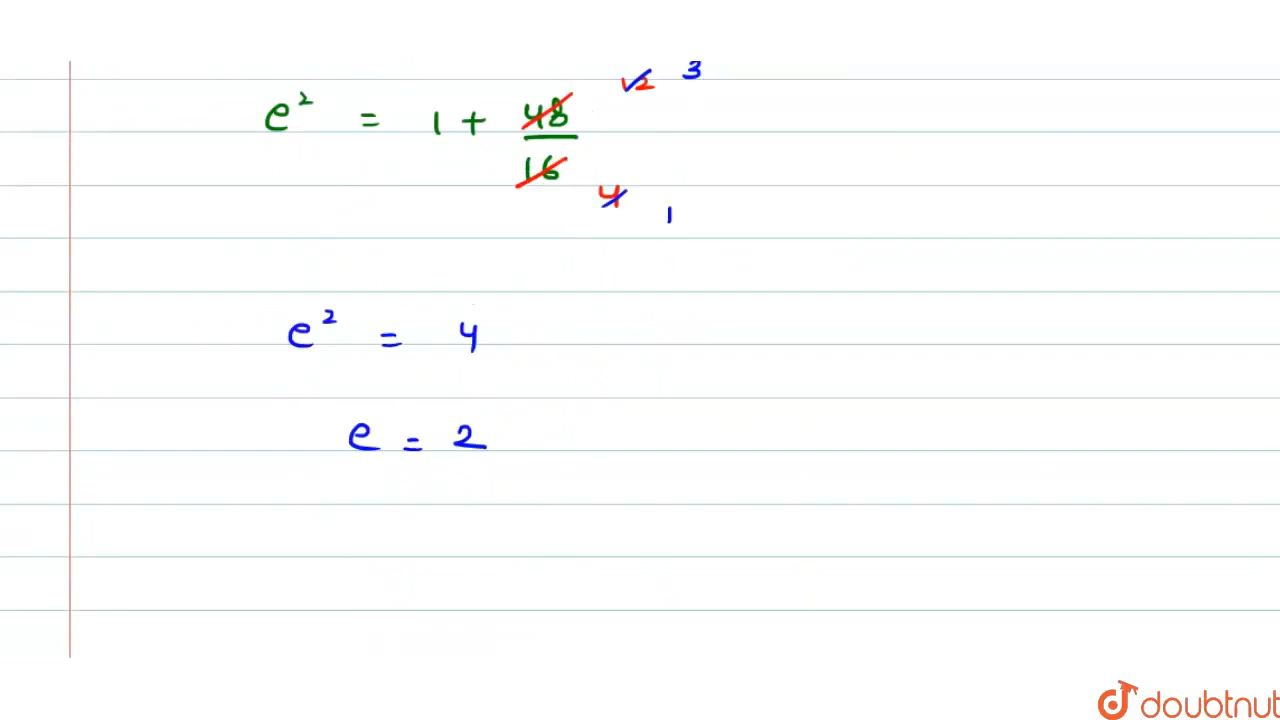 e² = 1 + 48/16 12 3
4 1
e² = 4
e = 2
doubtnut